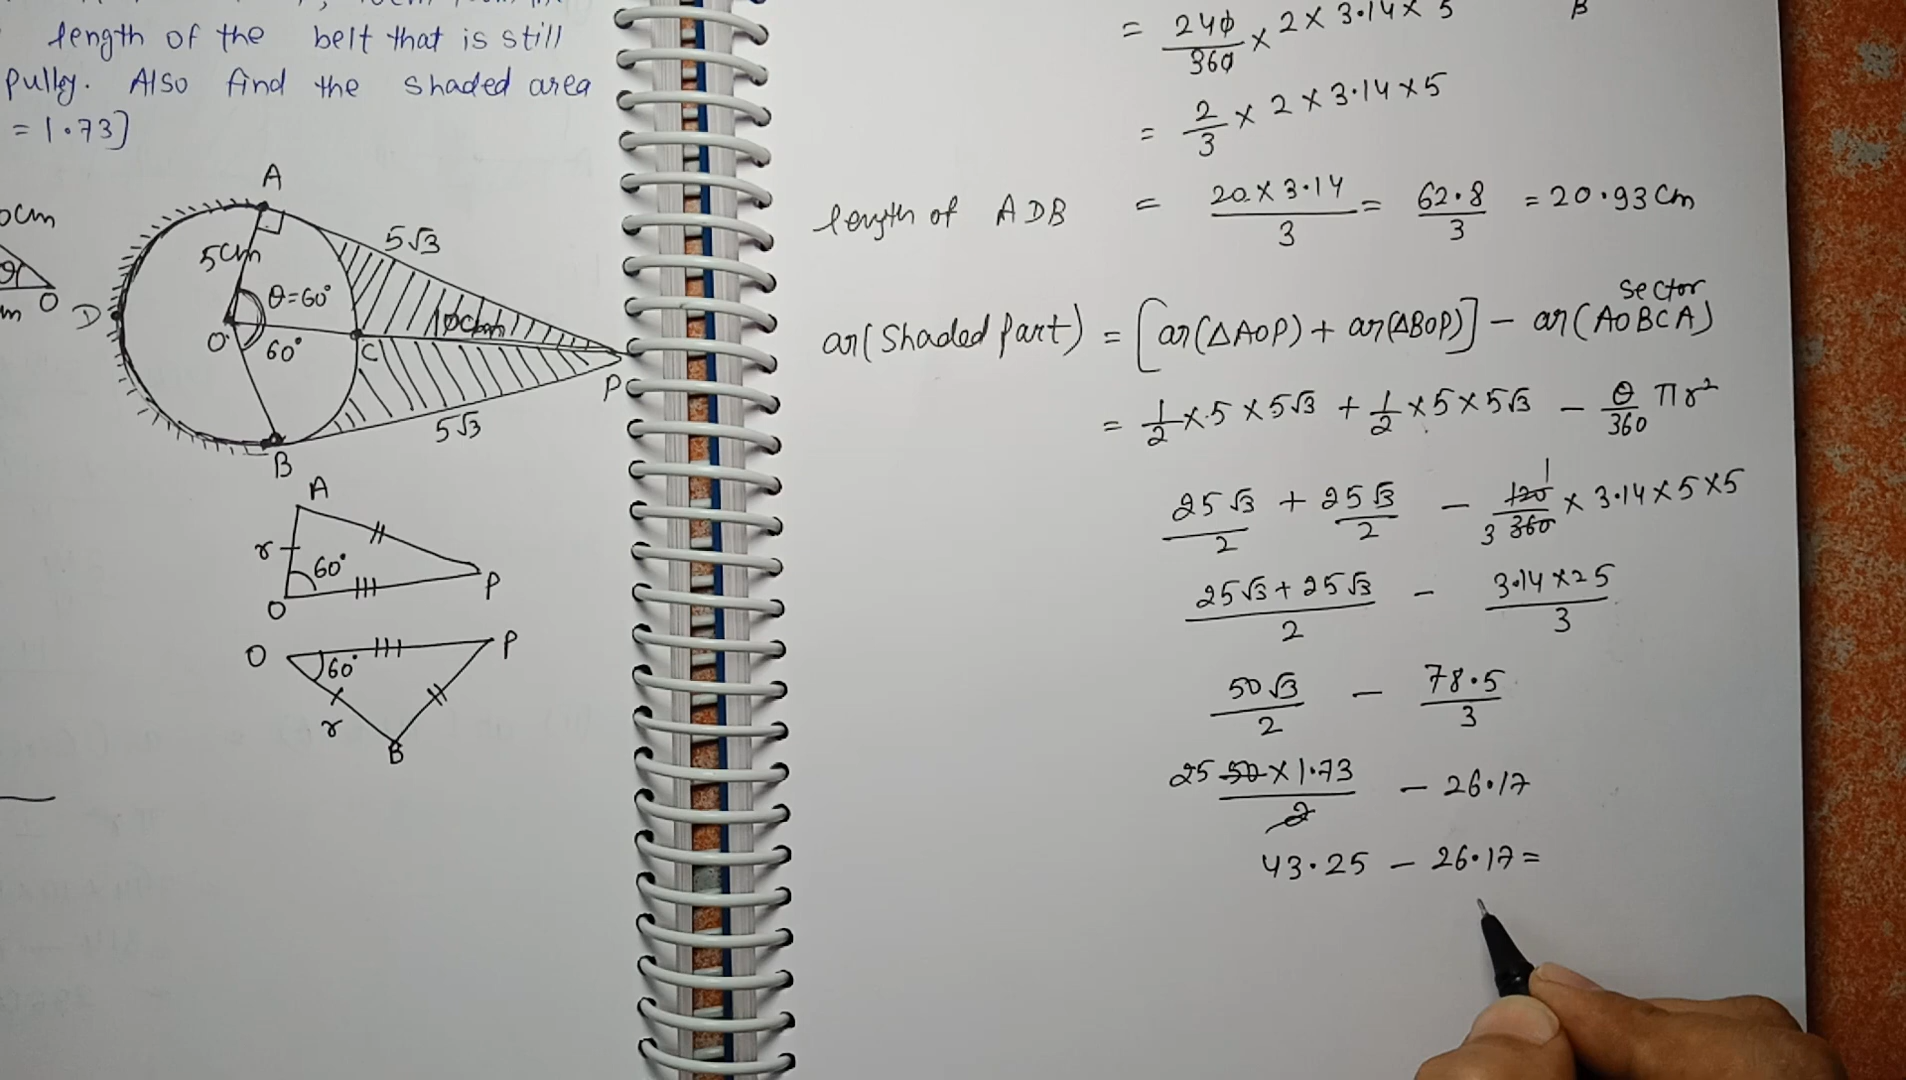 length of the belt that is still
pulley. Also find the shaded area
= 1.73]
A
5√3
5cm
θ=60°
10cm
D
O
60°
C
P
5√3
B
A
r
60°
O
P
O
60°
P
r
B
= 240/360 × 2 × 3.14 × 5
B
= 2/3 × 2 × 3.14 × 5
length of ADB = 20 × 3.14/3 = 62.8/3 = 20.93 cm
sector
ar(Shaded part) = [ar(△AOP) + ar(△BOP)] - ar(AOBCA)
= 1/2 × 5 × 5√3 + 1/2 × 5 × 5√3 - θ/360 πr²
25√3/2 + 25√3/2 - 1 120/3 360 × 3.14 × 5 × 5
25√3 + 25√3/2 - 3.14 × 25/3
50√3/2 - 78.5/3
25 50 × 1.73/2 - 26.17
43.25 - 26.17 =